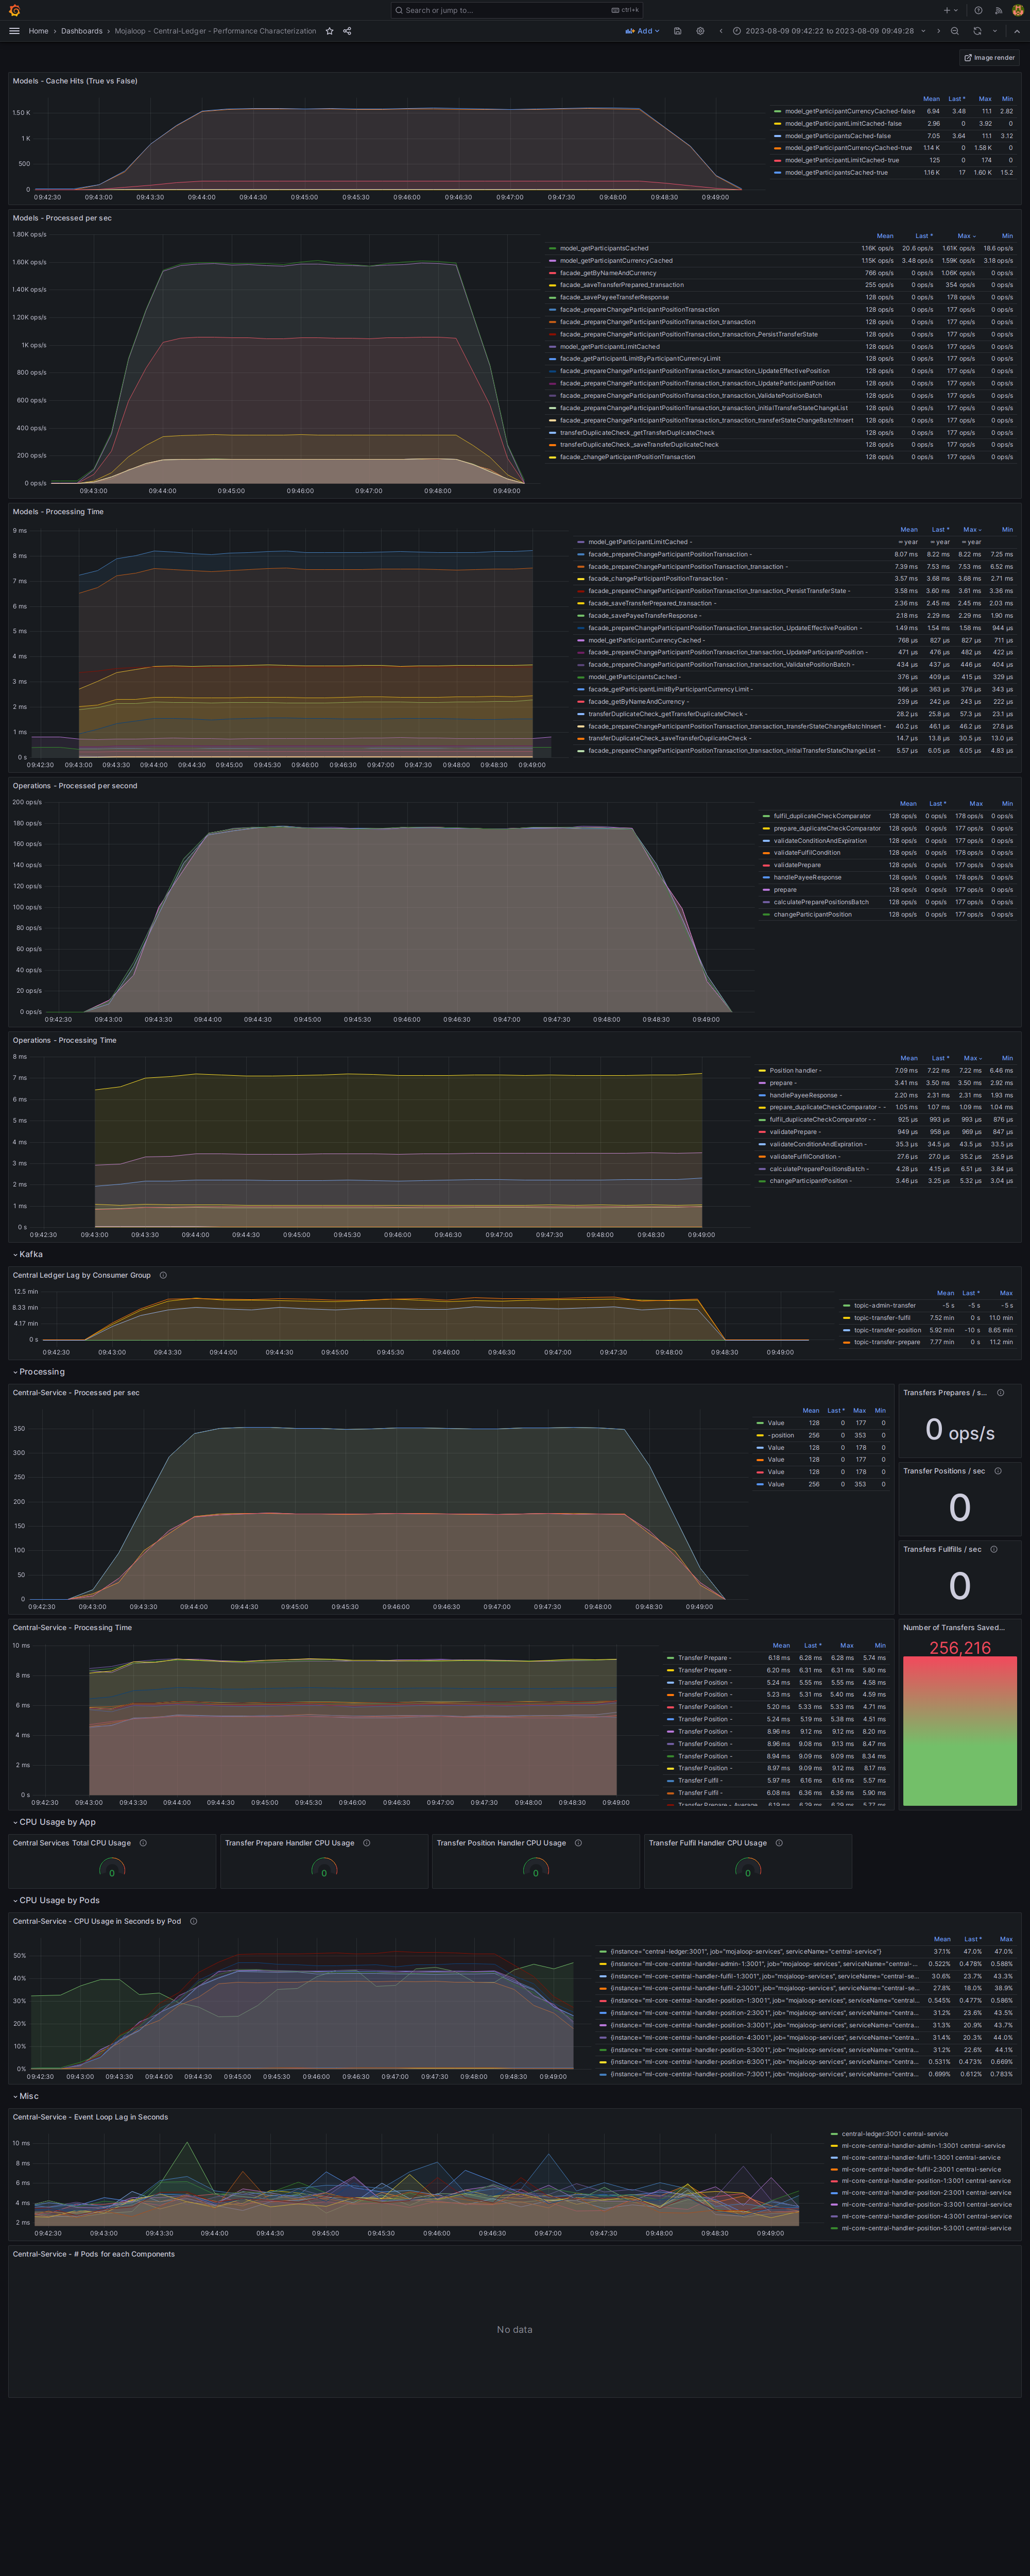 Search or jump to...
ctrl+k
Home > Dashboards > Mojaloop - Central-Ledger - Performance Characterization
Add
2023-08-09 09:42:22 to 2023-08-09 09:49:28
Image render
Models - Cache Hits (True vs False)
1.50 K
1 K
500
0
09:42:30 09:43:00 09:43:30 09:44:00 09:44:30 09:45:00 09:45:30 09:46:00 09:46:30 09:47:00 09:47:30 09:48:00 09:48:30 09:49:00
Mean Last * Max Min
model_getParticipantCurrencyCached-false 6.94 3.48 11.1 2.82
model_getParticipantLimitCached-false 2.96 0 3.92 0
model_getParticipantsCached-false 7.05 3.64 11.1 3.12
model_getParticipantCurrencyCached-true 1.14 K 0 1.58 K 0
model_getParticipantLimitCached-true 125 0 174 0
model_getParticipantsCached-true 1.16 K 17 1.60 K 15.2
Models - Processed per sec
1.80K ops/s
1.60K ops/s
1.40K ops/s
1.20K ops/s
1K ops/s
800 ops/s
600 ops/s
400 ops/s
200 ops/s
0 ops/s
09:43:00 09:44:00 09:45:00 09:46:00 09:47:00 09:48:00 09:49:00
Mean Last * Max Min
model_getParticipantsCached 1.16K ops/s 20.6 ops/s 1.61K ops/s 18.6 ops/s
model_getParticipantCurrencyCached 1.15K ops/s 3.48 ops/s 1.59K ops/s 3.18 ops/s
facade_getByNameAndCurrency 766 ops/s 0 ops/s 1.06K ops/s 0 ops/s
facade_saveTransferPrepared_transaction 255 ops/s 0 ops/s 354 ops/s 0 ops/s
facade_savePayeeTransferResponse 128 ops/s 0 ops/s 178 ops/s 0 ops/s
facade_prepareChangeParticipantPositionTransaction 128 ops/s 0 ops/s 177 ops/s 0 ops/s
facade_prepareChangeParticipantPositionTransaction_transaction 128 ops/s 0 ops/s 177 ops/s 0 ops/s
facade_prepareChangeParticipantPositionTransaction_transaction_PersistTransferState 128 ops/s 0 ops/s 177 ops/s 0 ops/s
model_getParticipantLimitCached 128 ops/s 0 ops/s 177 ops/s 0 ops/s
facade_getParticipantLimitByParticipantCurrencyLimit 128 ops/s 0 ops/s 177 ops/s 0 ops/s
facade_prepareChangeParticipantPositionTransaction_transaction_UpdateEffectivePosition 128 ops/s 0 ops/s 177 ops/s 0 ops/s
facade_prepareChangeParticipantPositionTransaction_transaction_UpdateParticipantPosition 128 ops/s 0 ops/s 177 ops/s 0 ops/s
facade_prepareChangeParticipantPositionTransaction_transaction_ValidatePositionBatch 128 ops/s 0 ops/s 177 ops/s 0 ops/s
facade_prepareChangeParticipantPositionTransaction_transaction_initialTransferStateChangeList 128 ops/s 0 ops/s 177 ops/s 0 ops/s
facade_prepareChangeParticipantPositionTransaction_transaction_transferStateChangeBatchInsert 128 ops/s 0 ops/s 177 ops/s 0 ops/s
transferDuplicateCheck_getTransferDuplicateCheck 128 ops/s 0 ops/s 177 ops/s 0 ops/s
transferDuplicateCheck_saveTransferDuplicateCheck 128 ops/s 0 ops/s 177 ops/s 0 ops/s
facade_changeParticipantPositionTransaction 128 ops/s 0 ops/s 177 ops/s 0 ops/s
Models - Processing Time
9 ms
8 ms
7 ms
6 ms
5 ms
4 ms
3 ms
2 ms
1 ms
0 s
09:42:30 09:43:00 09:43:30 09:44:00 09:44:30 09:45:00 09:45:30 09:46:00 09:46:30 09:47:00 09:47:30 09:48:00 09:48:30 09:49:00
Mean Last * Max Min
model_getParticipantLimitCached - ∞ year ∞ year ∞ year
facade_prepareChangeParticipantPositionTransaction - 8.07 ms 8.22 ms 8.22 ms 7.25 ms
facade_prepareChangeParticipantPositionTransaction_transaction - 7.39 ms 7.53 ms 7.53 ms 6.52 ms
facade_changeParticipantPositionTransaction - 3.57 ms 3.68 ms 3.68 ms 2.71 ms
facade_prepareChangeParticipantPositionTransaction_transaction_PersistTransferState - 3.58 ms 3.60 ms 3.61 ms 3.36 ms
facade_saveTransferPrepared_transaction - 2.36 ms 2.45 ms 2.45 ms 2.03 ms
facade_savePayeeTransferResponse - 2.18 ms 2.29 ms 2.29 ms 1.90 ms
facade_prepareChangeParticipantPositionTransaction_transaction_UpdateEffectivePosition - 1.49 ms 1.54 ms 1.58 ms 944 µs
model_getParticipantCurrencyCached - 768 µs 827 µs 827 µs 711 µs
facade_prepareChangeParticipantPositionTransaction_transaction_UpdateParticipantPosition - 471 µs 476 µs 482 µs 422 µs
facade_prepareChangeParticipantPositionTransaction_transaction_ValidatePositionBatch - 434 µs 437 µs 446 µs 404 µs
model_getParticipantsCached - 376 µs 409 µs 415 µs 329 µs
facade_getParticipantLimitByParticipantCurrencyLimit - 366 µs 363 µs 376 µs 343 µs
facade_getByNameAndCurrency - 239 µs 242 µs 243 µs 222 µs
transferDuplicateCheck_getTransferDuplicateCheck - 28.2 µs 25.8 µs 57.3 µs 23.1 µs
facade_prepareChangeParticipantPositionTransaction_transaction_transferStateChangeBatchInsert - 40.2 µs 46.1 µs 46.2 µs 27.8 µs
transferDuplicateCheck_saveTransferDuplicateCheck - 14.7 µs 13.8 µs 30.5 µs 13.0 µs
facade_prepareChangeParticipantPositionTransaction_transaction_initialTransferStateChangeList - 5.57 µs 6.05 µs 6.05 µs 4.83 µs
Operations - Processed per second
200 ops/s
180 ops/s
160 ops/s
140 ops/s
120 ops/s
100 ops/s
80 ops/s
60 ops/s
40 ops/s
20 ops/s
0 ops/s
09:42:30 09:43:00 09:43:30 09:44:00 09:44:30 09:45:00 09:45:30 09:46:00 09:46:30 09:47:00 09:47:30 09:48:00 09:48:30 09:49:00
Mean Last * Max Min
fulfil_duplicateCheckComparator 128 ops/s 0 ops/s 178 ops/s 0 ops/s
prepare_duplicateCheckComparator 128 ops/s 0 ops/s 177 ops/s 0 ops/s
validateConditionAndExpiration 128 ops/s 0 ops/s 177 ops/s 0 ops/s
validateFulfilCondition 128 ops/s 0 ops/s 178 ops/s 0 ops/s
validatePrepare 128 ops/s 0 ops/s 177 ops/s 0 ops/s
handlePayeeResponse 128 ops/s 0 ops/s 178 ops/s 0 ops/s
prepare 128 ops/s 0 ops/s 177 ops/s 0 ops/s
calculatePreparePositionsBatch 128 ops/s 0 ops/s 177 ops/s 0 ops/s
changeParticipantPosition 128 ops/s 0 ops/s 177 ops/s 0 ops/s
Operations - Processing Time
8 ms
7 ms
6 ms
5 ms
4 ms
3 ms
2 ms
1 ms
0 s
09:42:30 09:43:00 09:43:30 09:44:00 09:44:30 09:45:00 09:45:30 09:46:00 09:46:30 09:47:00 09:47:30 09:48:00 09:48:30 09:49:00
Mean Last * Max Min
Position handler - 7.09 ms 7.22 ms 7.22 ms 6.46 ms
prepare - 3.41 ms 3.50 ms 3.50 ms 2.92 ms
handlePayeeResponse - 2.20 ms 2.31 ms 2.31 ms 1.93 ms
prepare_duplicateCheckComparator - - 1.05 ms 1.07 ms 1.09 ms 1.04 ms
fulfil_duplicateCheckComparator - - 925 µs 993 µs 993 µs 876 µs
validatePrepare - 949 µs 958 µs 969 µs 847 µs
validateConditionAndExpiration - 35.3 µs 34.5 µs 43.5 µs 33.5 µs
validateFulfilCondition - 27.6 µs 27.0 µs 35.2 µs 25.9 µs
calculatePreparePositionsBatch - 4.28 µs 4.15 µs 6.51 µs 3.84 µs
changeParticipantPosition - 3.46 µs 3.25 µs 5.32 µs 3.04 µs
Kafka
Central Ledger Lag by Consumer Group
12.5 min
8.33 min
4.17 min
0 s
09:42:30 09:43:00 09:43:30 09:44:00 09:44:30 09:45:00 09:45:30 09:46:00 09:46:30 09:47:00 09:47:30 09:48:00 09:48:30 09:49:00
Mean Last * Max
topic-admin-transfer -5 s -5 s -5 s
topic-transfer-fulfil 7.52 min 0 s 11.0 min
topic-transfer-position 5.92 min -10 s 8.65 min
topic-transfer-prepare 7.77 min 0 s 11.2 min
Processing
Central-Service - Processed per sec
350
300
250
200
150
100
50
0
09:42:30 09:43:00 09:43:30 09:44:00 09:44:30 09:45:00 09:45:30 09:46:00 09:46:30 09:47:00 09:47:30 09:48:00 09:48:30 09:49:00
Mean Last * Max Min
Value 128 0 177 0
-position 256 0 353 0
Value 128 0 178 0
Value 128 0 177 0
Value 128 0 178 0
Value 256 0 353 0
Transfers Prepares / s...
0 ops/s
Transfer Positions / sec
0
Transfers Fullfills / sec
0
Central-Service - Processing Time
10 ms
8 ms
6 ms
4 ms
2 ms
0 s
09:42:30 09:43:00 09:43:30 09:44:00 09:44:30 09:45:00 09:45:30 09:46:00 09:46:30 09:47:00 09:47:30 09:48:00 09:48:30 09:49:00
Mean Last * Max Min
Transfer Prepare - 6.18 ms 6.28 ms 6.28 ms 5.74 ms
Transfer Prepare - 6.20 ms 6.31 ms 6.31 ms 5.80 ms
Transfer Position - 5.24 ms 5.55 ms 5.55 ms 4.58 ms
Transfer Position - 5.23 ms 5.31 ms 5.40 ms 4.59 ms
Transfer Position - 5.20 ms 5.33 ms 5.33 ms 4.71 ms
Transfer Position - 5.24 ms 5.19 ms 5.38 ms 4.51 ms
Transfer Position - 8.96 ms 9.12 ms 9.12 ms 8.20 ms
Transfer Position - 8.96 ms 9.08 ms 9.13 ms 8.47 ms
Transfer Position - 8.94 ms 9.09 ms 9.09 ms 8.34 ms
Transfer Position - 8.97 ms 9.09 ms 9.12 ms 8.17 ms
Transfer Fulfil - 5.97 ms 6.16 ms 6.16 ms 5.57 ms
Transfer Fulfil - 6.08 ms 6.36 ms 6.36 ms 5.90 ms
Transfer Prepare - Average 6.19 ms 6.29 ms 6.29 ms 5.77 ms
Number of Transfers Saved...
256,216
CPU Usage by App
Central Services Total CPU Usage
0
Transfer Prepare Handler CPU Usage
0
Transfer Position Handler CPU Usage
0
Transfer Fulfil Handler CPU Usage
0
CPU Usage by Pods
Central-Service - CPU Usage in Seconds by Pod
50%
40%
30%
20%
10%
0%
09:42:30 09:43:00 09:43:30 09:44:00 09:44:30 09:45:00 09:45:30 09:46:00 09:46:30 09:47:00 09:47:30 09:48:00 09:48:30 09:49:00
Mean Last * Max
{instance="central-ledger:3001", job="mojaloop-services", serviceName="central-service"} 37.1% 47.0% 47.0%
{instance="ml-core-central-handler-admin-1:3001", job="mojaloop-services", serviceName="central-... 0.522% 0.478% 0.588%
{instance="ml-core-central-handler-fulfil-1:3001", job="mojaloop-services", serviceName="central-se... 30.6% 23.7% 43.3%
{instance="ml-core-central-handler-fulfil-2:3001", job="mojaloop-services", serviceName="central-se... 27.8% 18.0% 38.9%
{instance="ml-core-central-handler-position-1:3001", job="mojaloop-services", serviceName="central... 0.545% 0.477% 0.586%
{instance="ml-core-central-handler-position-2:3001", job="mojaloop-services", serviceName="centra... 31.2% 23.6% 43.5%
{instance="ml-core-central-handler-position-3:3001", job="mojaloop-services", serviceName="centra... 31.3% 20.9% 43.7%
{instance="ml-core-central-handler-position-4:3001", job="mojaloop-services", serviceName="centra... 31.4% 20.3% 44.0%
{instance="ml-core-central-handler-position-5:3001", job="mojaloop-services", serviceName="centra... 31.2% 22.6% 44.1%
{instance="ml-core-central-handler-position-6:3001", job="mojaloop-services", serviceName="centra... 0.531% 0.473% 0.669%
{instance="ml-core-central-handler-position-7:3001", job="mojaloop-services", serviceName="centra... 0.699% 0.612% 0.783%
Misc
Central-Service - Event Loop Lag in Seconds
10 ms
8 ms
6 ms
4 ms
2 ms
09:42:30 09:43:00 09:43:30 09:44:00 09:44:30 09:45:00 09:45:30 09:46:00 09:46:30 09:47:00 09:47:30 09:48:00 09:48:30 09:49:00
central-ledger:3001 central-service
ml-core-central-handler-admin-1:3001 central-service
ml-core-central-handler-fulfil-1:3001 central-service
ml-core-central-handler-fulfil-2:3001 central-service
ml-core-central-handler-position-1:3001 central-service
ml-core-central-handler-position-2:3001 central-service
ml-core-central-handler-position-3:3001 central-service
ml-core-central-handler-position-4:3001 central-service
ml-core-central-handler-position-5:3001 central-service
Central-Service - # Pods for each Components
No data